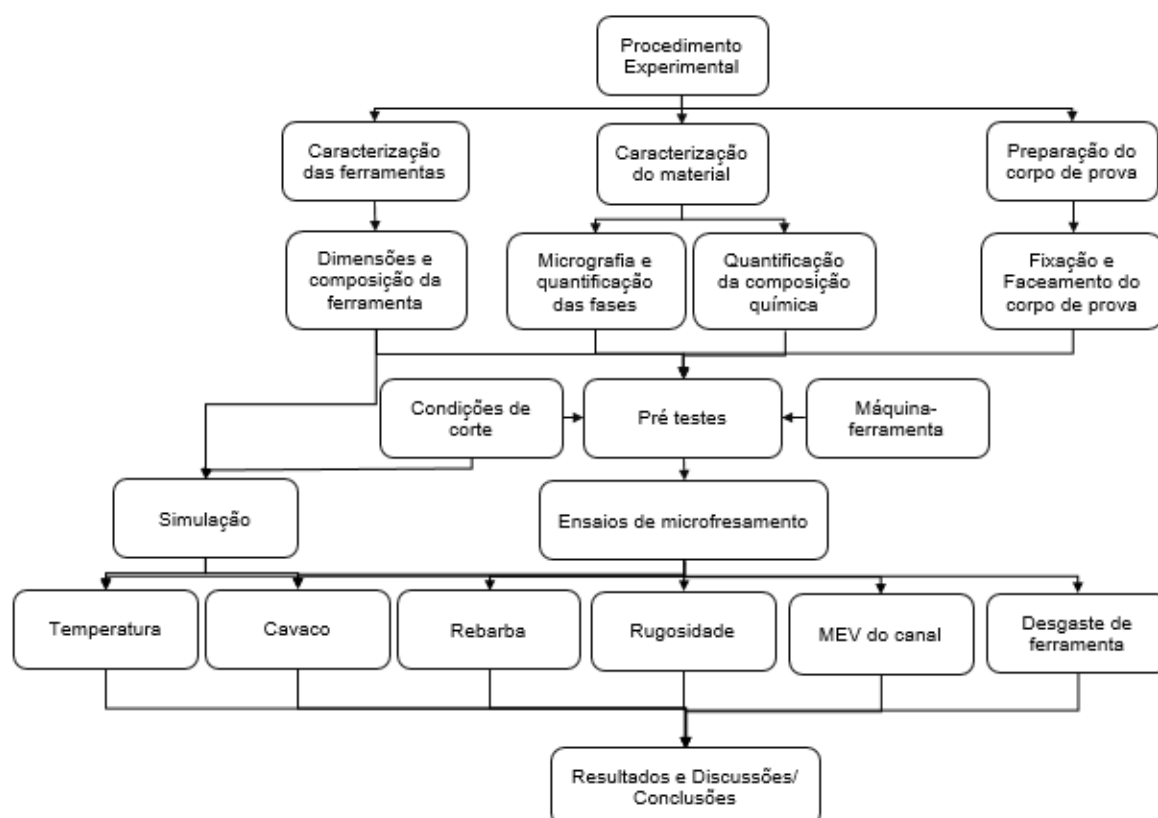 Procedimento
Experimental
Caracterização
das ferramentas
Caracterização
do material
Preparação do
corpo de prova
Dimensões e
composição da
ferramenta
Micrografia e
quantificação
das fases
Quantificação
da composição
química
Fixação e
Faceamento do
corpo de prova
Condições de
corte
Pré testes
Máquina-
ferramenta
Simulação
Ensaios de microfresamento
Temperatura
Cavaco
Rebarba
Rugosidade
MEV do canal
Desgaste de
ferramenta
Resultados e Discussões/
Conclusões